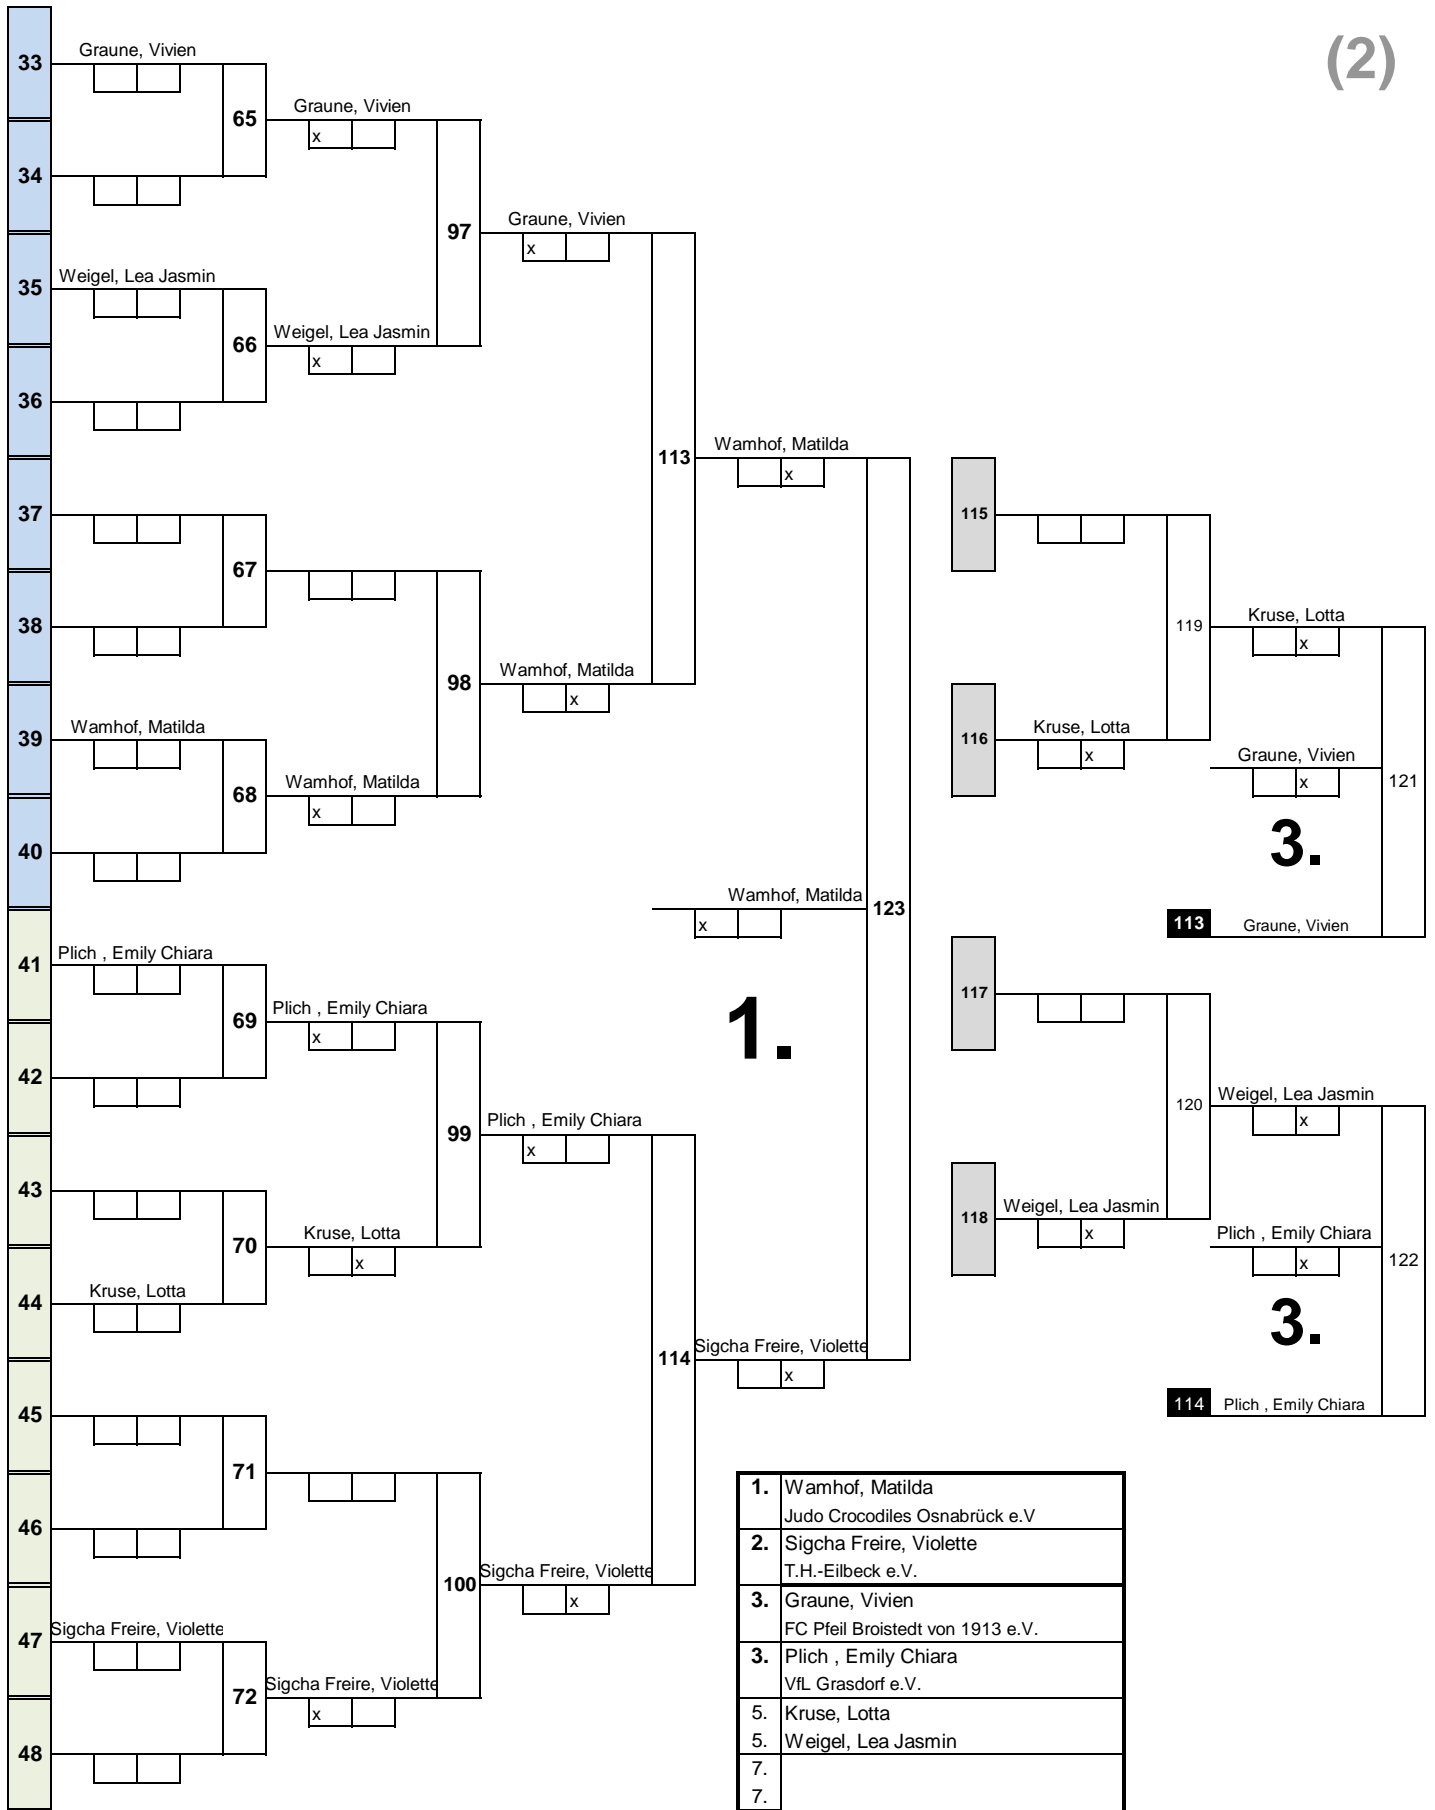 (2)
33
Graune, Vivien
65
Graune, Vivien
x
34
97
Graune, Vivien
x
35
Weigel, Lea Jasmin
66
Weigel, Lea Jasmin
x
36
113
Wamhof, Matilda
x
37
67
38
98
Wamhof, Matilda
x
39
Wamhof, Matilda
68
Wamhof, Matilda
x
40
Wamhof, Matilda
x
123
1.
41
Plich , Emily Chiara
69
Plich , Emily Chiara
x
42
99
Plich , Emily Chiara
x
43
70
Kruse, Lotta
x
44
Kruse, Lotta
114
Sigcha Freire, Violette
x
45
71
46
100
Sigcha Freire, Violette
x
47
Sigcha Freire, Violette
72
Sigcha Freire, Violette
x
48
115
119
Kruse, Lotta
x
116
Kruse, Lotta
x
Graune, Vivien
x
121
3.
113 Graune, Vivien
117
120
Weigel, Lea Jasmin
x
118
Weigel, Lea Jasmin
x
Plich , Emily Chiara
x
122
3.
114 Plich , Emily Chiara
1. Wamhof, Matilda
Judo Crocodiles Osnabrück e.V
2. Sigcha Freire, Violette
T.H.-Eilbeck e.V.
3. Graune, Vivien
FC Pfeil Broistedt von 1913 e.V.
3. Plich , Emily Chiara
VfL Grasdorf e.V.
5. Kruse, Lotta
5. Weigel, Lea Jasmin
7.
7.